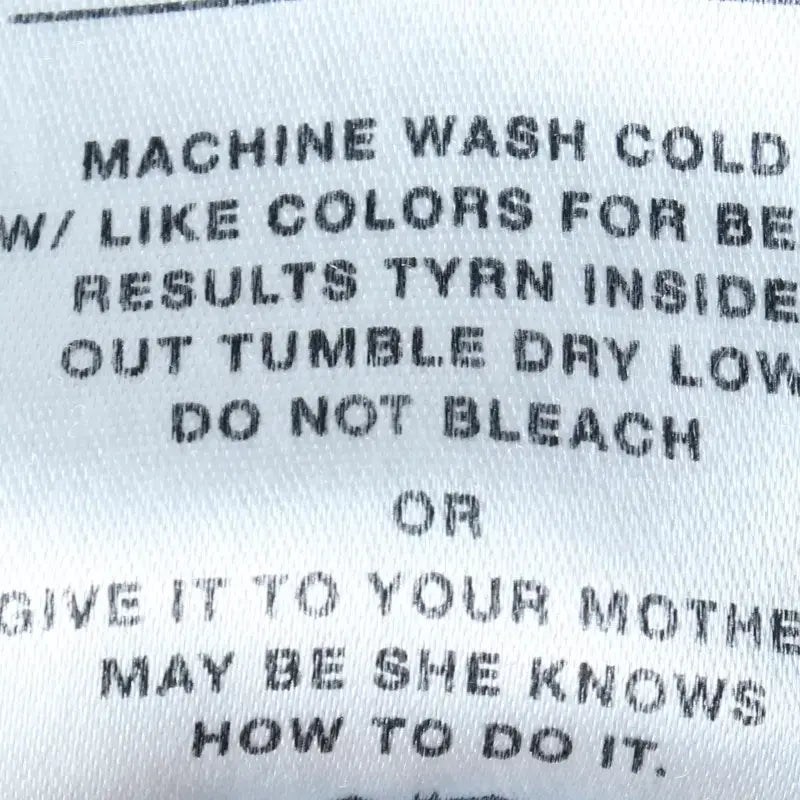 MACHINE WASH COLD
W/ LIKE COLORS FOR BE
RESULTS TYRN INSIDE
OUT TUMBLE DRY LOW
DO NOT BLEACH
OR
GIVE IT TO YOUR MOTHE
MAY BE SHE KNOWS
HOW TO DO IT.